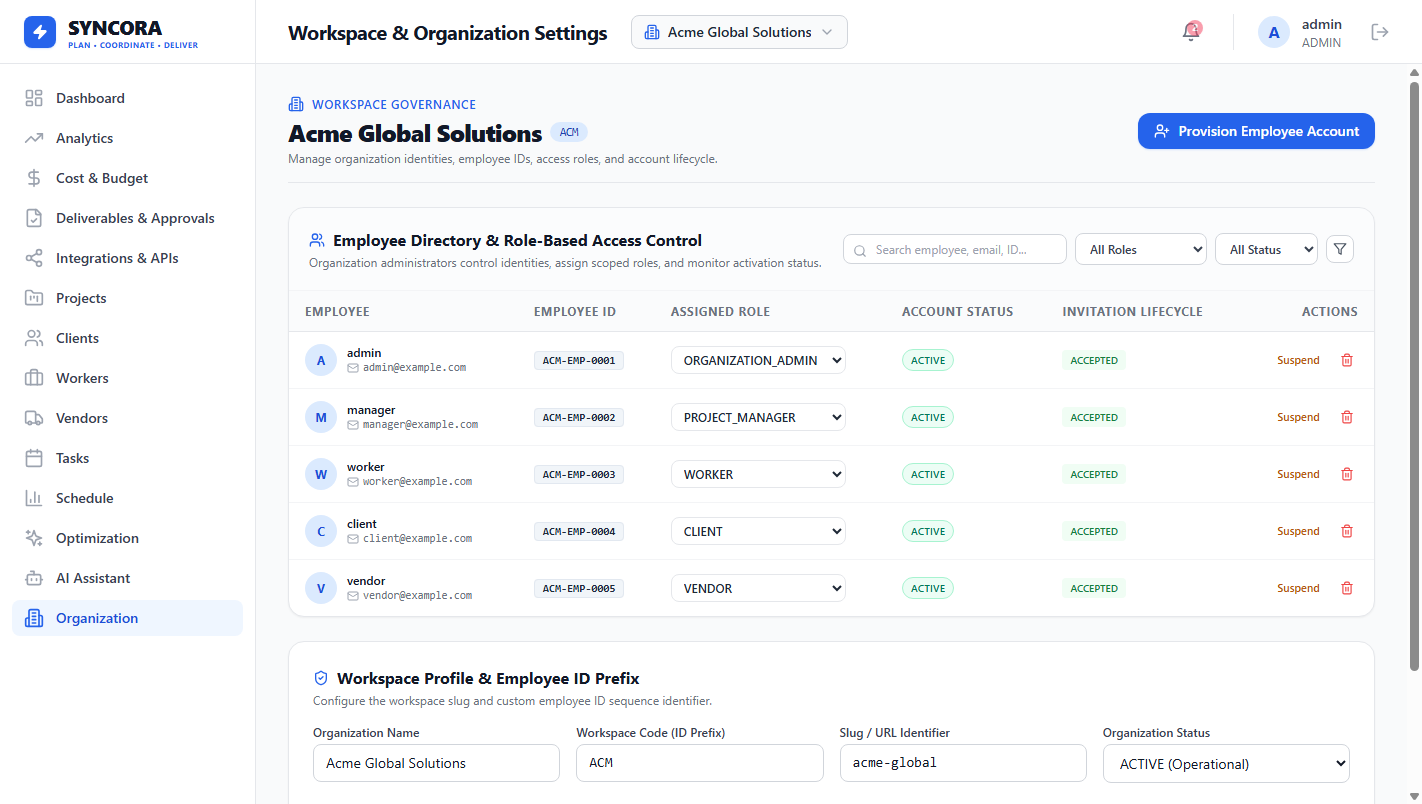 SYNCORA
PLAN • COORDINATE • DELIVER
Workspace & Organization Settings
Acme Global Solutions
A
admin
ADMIN
Dashboard
Analytics
Cost & Budget
Deliverables & Approvals
Integrations & APIs
Projects
Clients
Workers
Vendors
Tasks
Schedule
Optimization
AI Assistant
Organization
WORKSPACE GOVERNANCE
Acme Global Solutions ACM
Manage organization identities, employee IDs, access roles, and account lifecycle.
Provision Employee Account
Employee Directory & Role-Based Access Control
Organization administrators control identities, assign scoped roles, and monitor activation status.
Search employee, email, ID...
All Roles
All Status
EMPLOYEE EMPLOYEE ID ASSIGNED ROLE ACCOUNT STATUS INVITATION LIFECYCLE ACTIONS
A admin admin@example.com ACM-EMP-0001 ORGANIZATION_ADMIN ACTIVE ACCEPTED Suspend
M manager manager@example.com ACM-EMP-0002 PROJECT_MANAGER ACTIVE ACCEPTED Suspend
W worker worker@example.com ACM-EMP-0003 WORKER ACTIVE ACCEPTED Suspend
C client client@example.com ACM-EMP-0004 CLIENT ACTIVE ACCEPTED Suspend
V vendor vendor@example.com ACM-EMP-0005 VENDOR ACTIVE ACCEPTED Suspend
Workspace Profile & Employee ID Prefix
Configure the workspace slug and custom employee ID sequence identifier.
Organization Name Workspace Code (ID Prefix) Slug / URL Identifier Organization Status
Acme Global Solutions ACM acme-global ACTIVE (Operational)